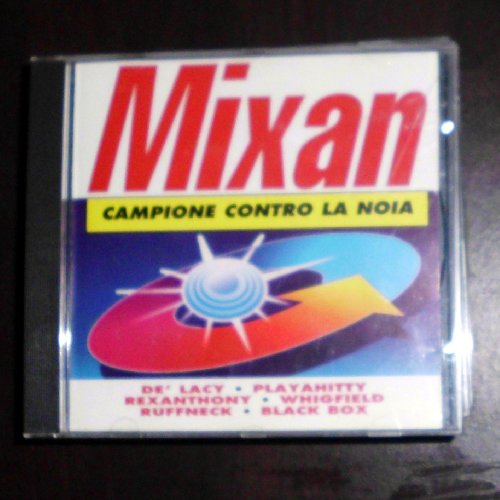 Mixan
CAMPIONE CONTRO LA NOIA
DE' LACY • PLAYAHITTY
REXANTHONY • WHIGFIELD
RUFFNECK • BLACK BOX